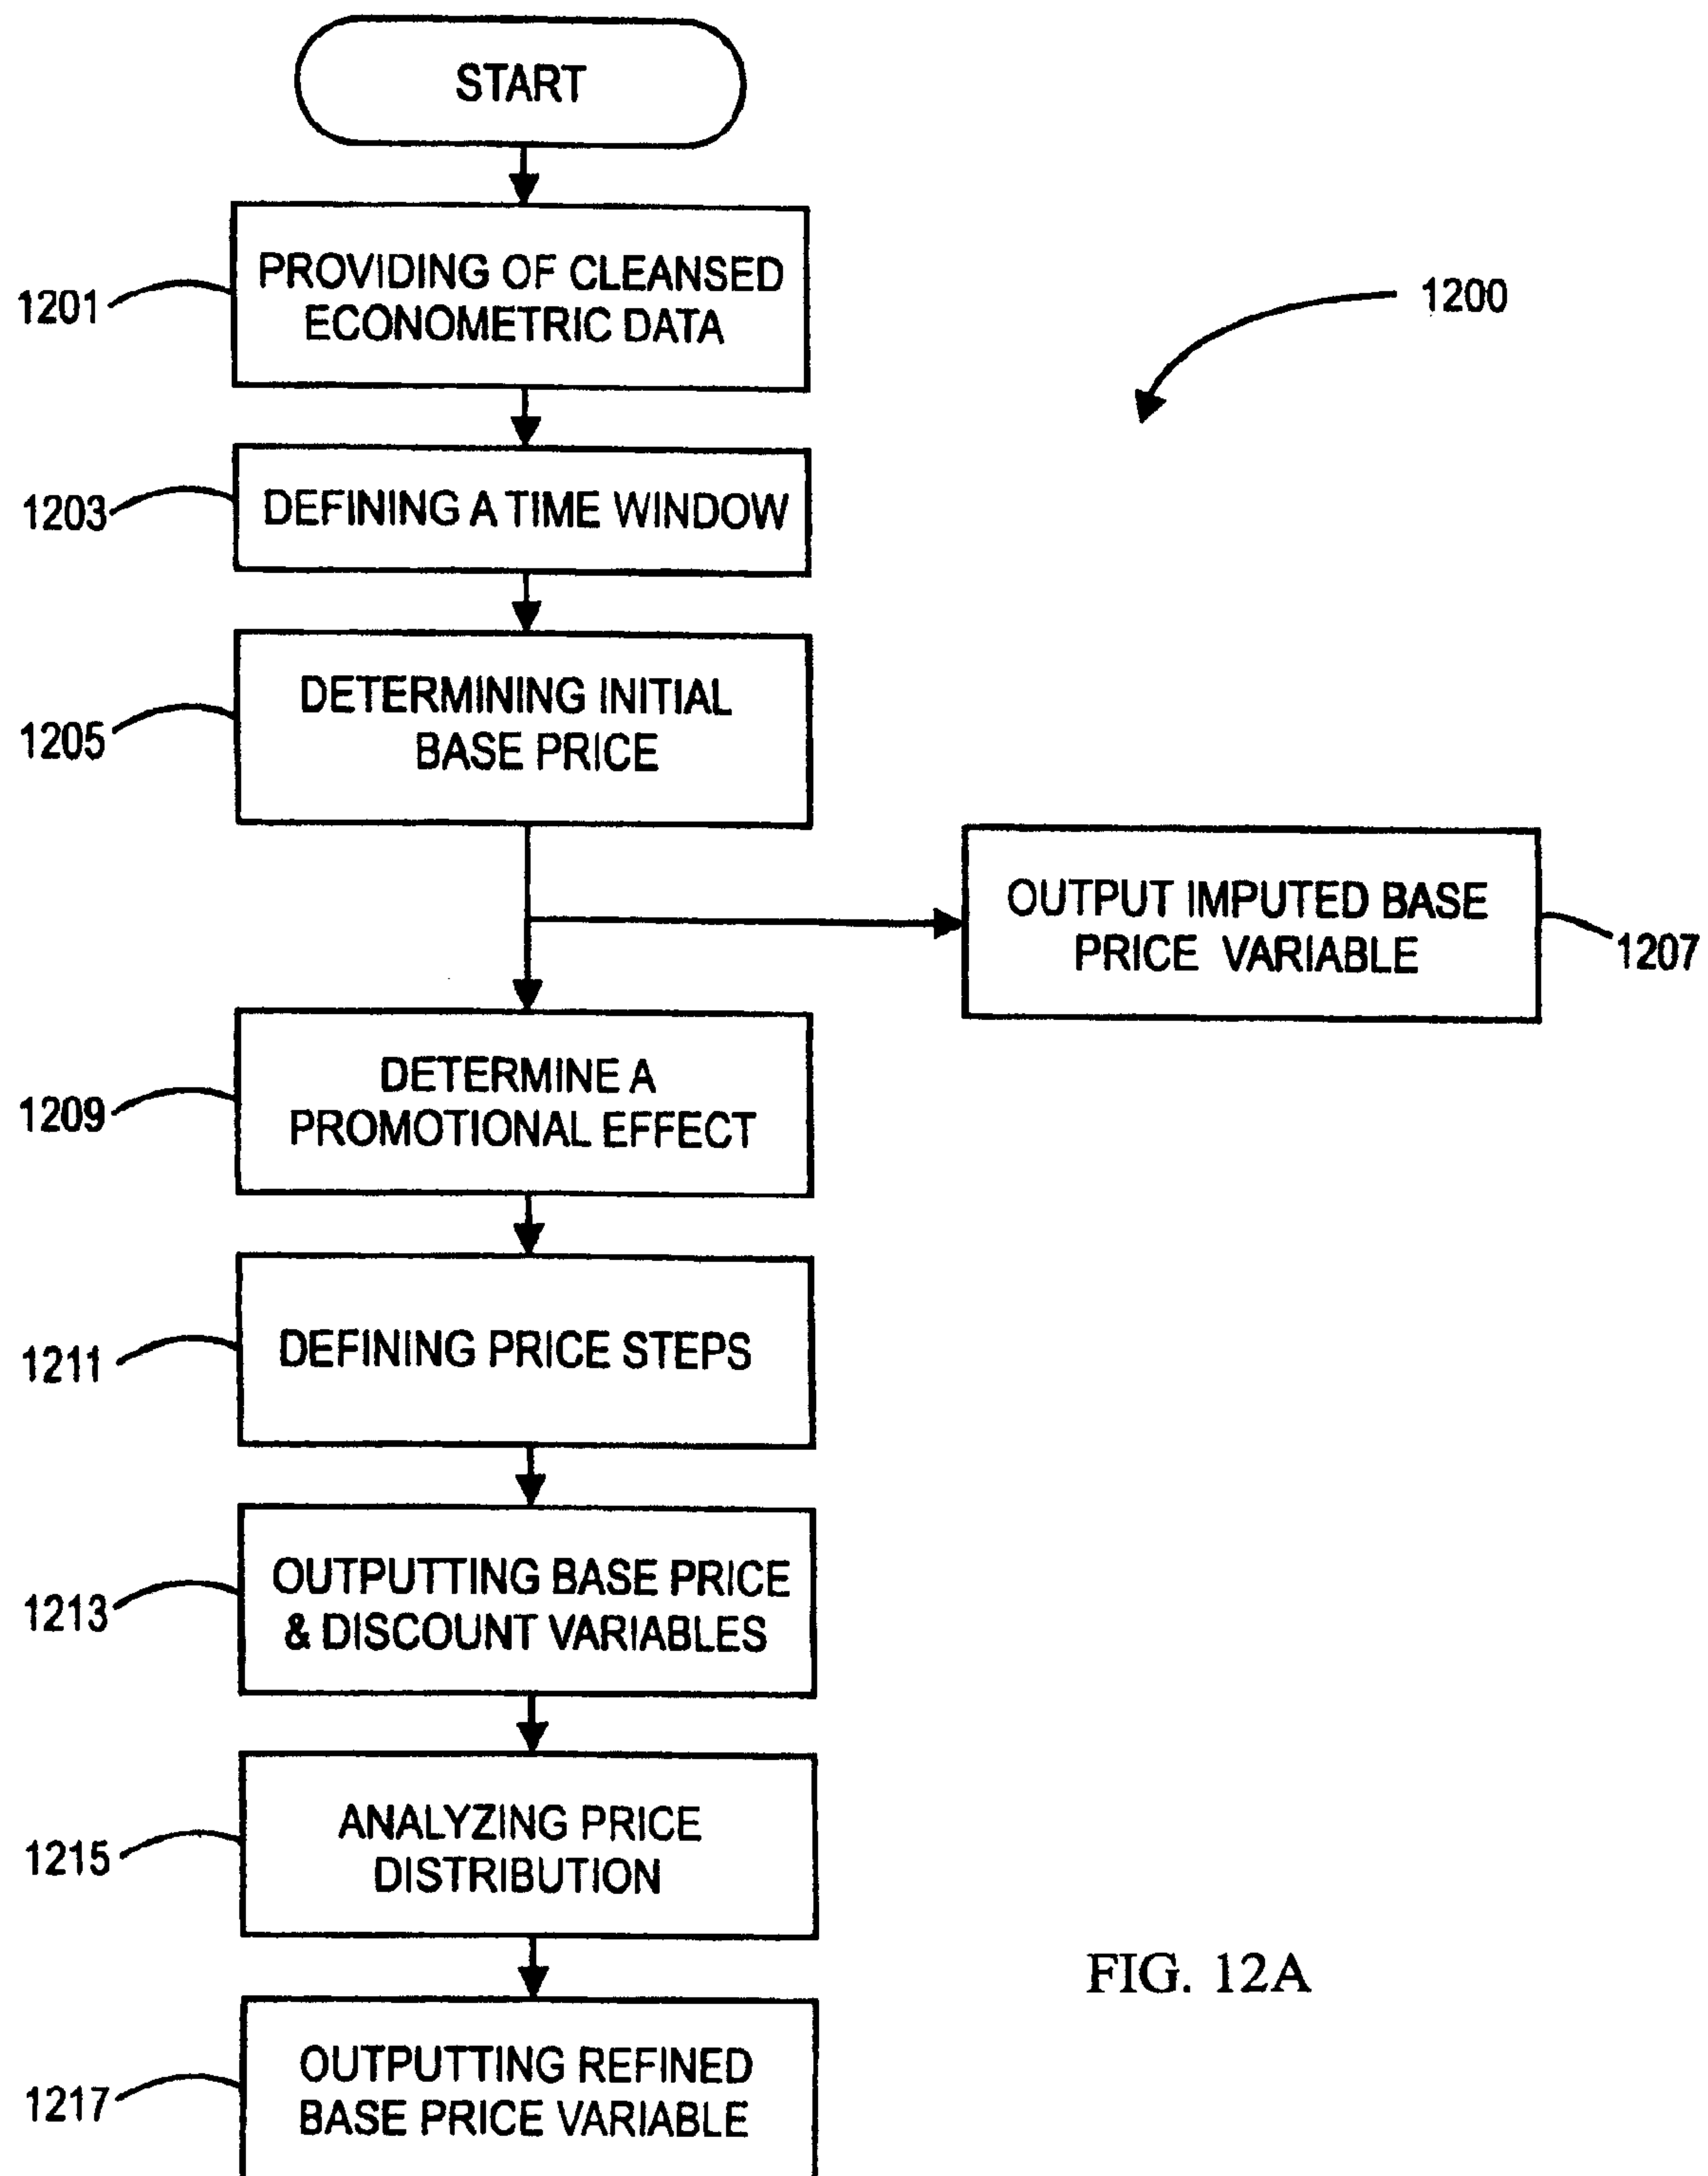 START
PROVIDING OF CLEANSED
ECONOMETRIC DATA
1201
1200
DEFINING A TIME WINDOW
1203
DETERMINING INITIAL
BASE PRICE
1205
OUTPUT IMPUTED BASE
PRICE VARIABLE
1207
DETERMINE A
PROMOTIONAL EFFECT
1209
DEFINING PRICE STEPS
1211
OUTPUTTING BASE PRICE
& DISCOUNT VARIABLES
1213
ANALYZING PRICE
DISTRIBUTION
1215
FIG. 12A
OUTPUTTING REFINED
BASE PRICE VARIABLE
1217